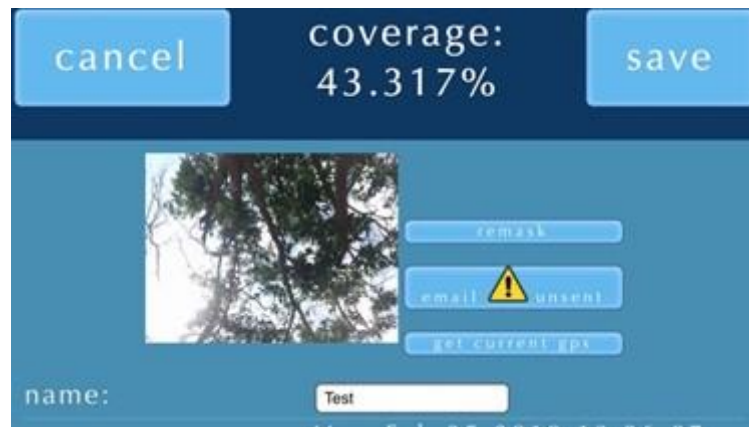 cancel
coverage:
43.317%
save
remask
email unsent
get current gps
name:
Test